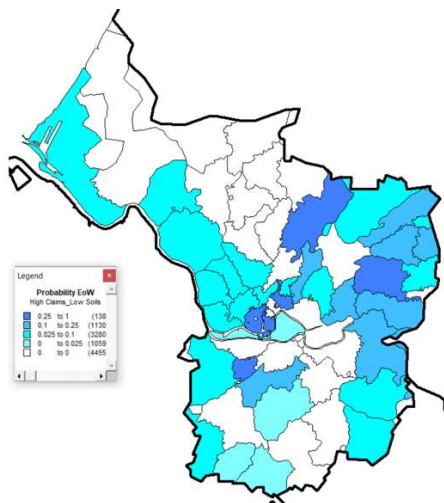 Legend
Probability EoW
High Claims_Low Soils
0.25 to 1 (138
0.1 to 0.25 (1130
0.025 to 0.1 (3280
0 to 0.025 (1059
0 to 0 (4455